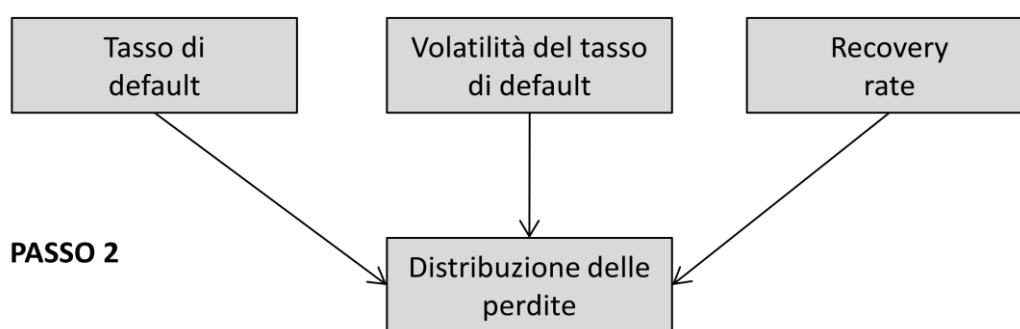 Tasso di
default
Volatilità del tasso
di default
Recovery
rate
PASSO 2
Distribuzione delle
perdite